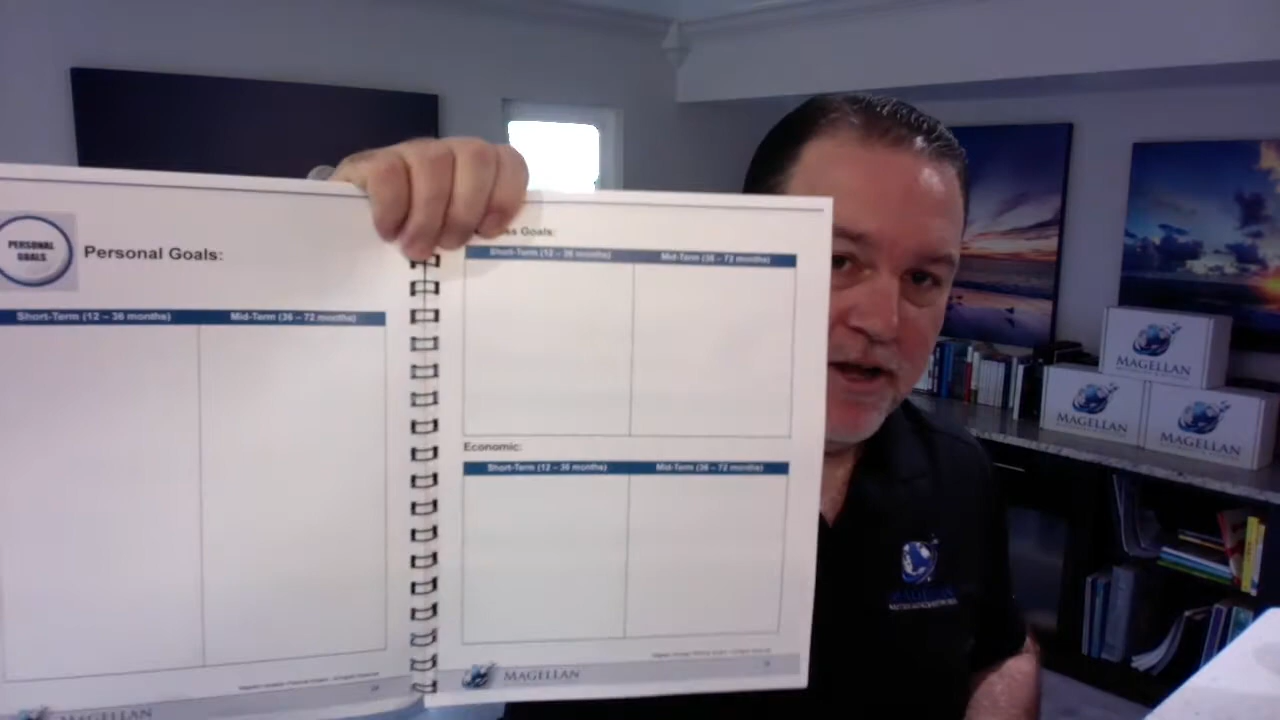 PERSONAL
GOALS
Personal Goals:
Short-Term (12 – 36 months)
Mid-Term (36 – 72 months)
MAGELLAN
Goals:
Short-Term (12 – 36 months)
Mid-Term (36 – 72 months)
Economic:
Short-Term (12 – 36 months)
Mid-Term (36 – 72 months)
MAGELLAN
MAGELLAN
MAGELLAN
MAGELLAN
MAGELLAN